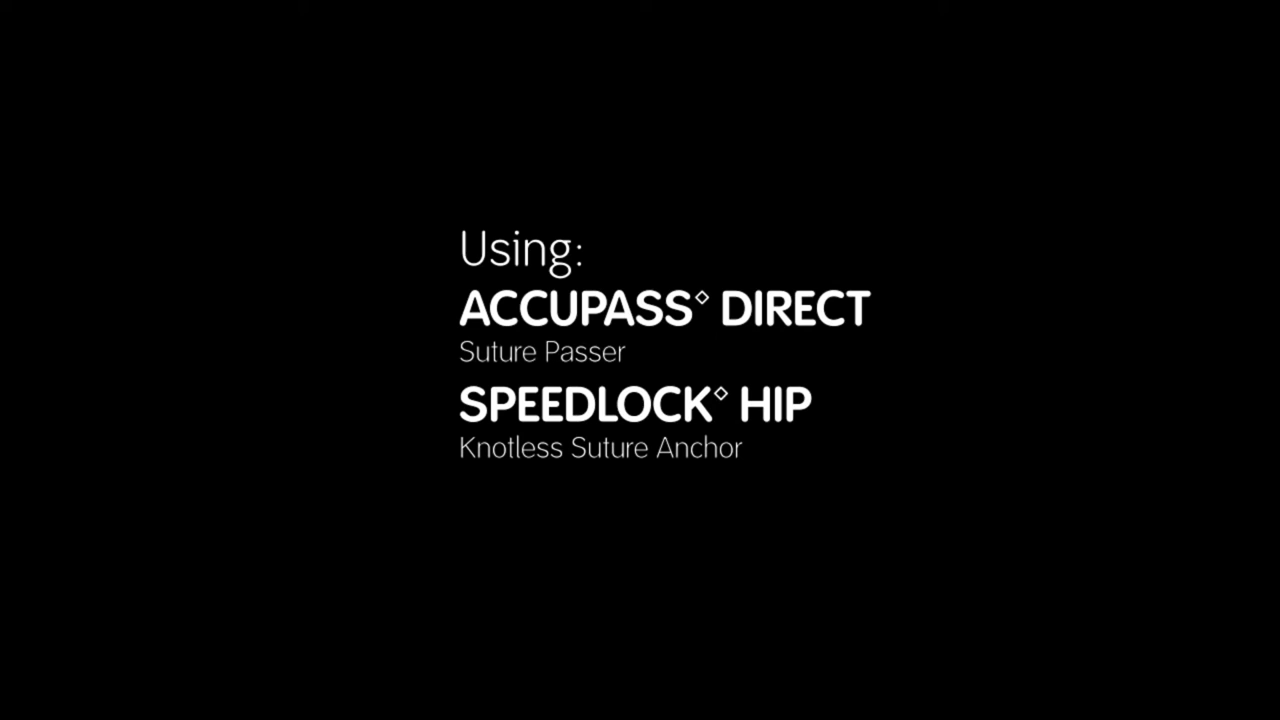 Using:
ACCUPASS◇ DIRECT
Suture Passer
SPEEDLOCK◇ HIP
Knotless Suture Anchor